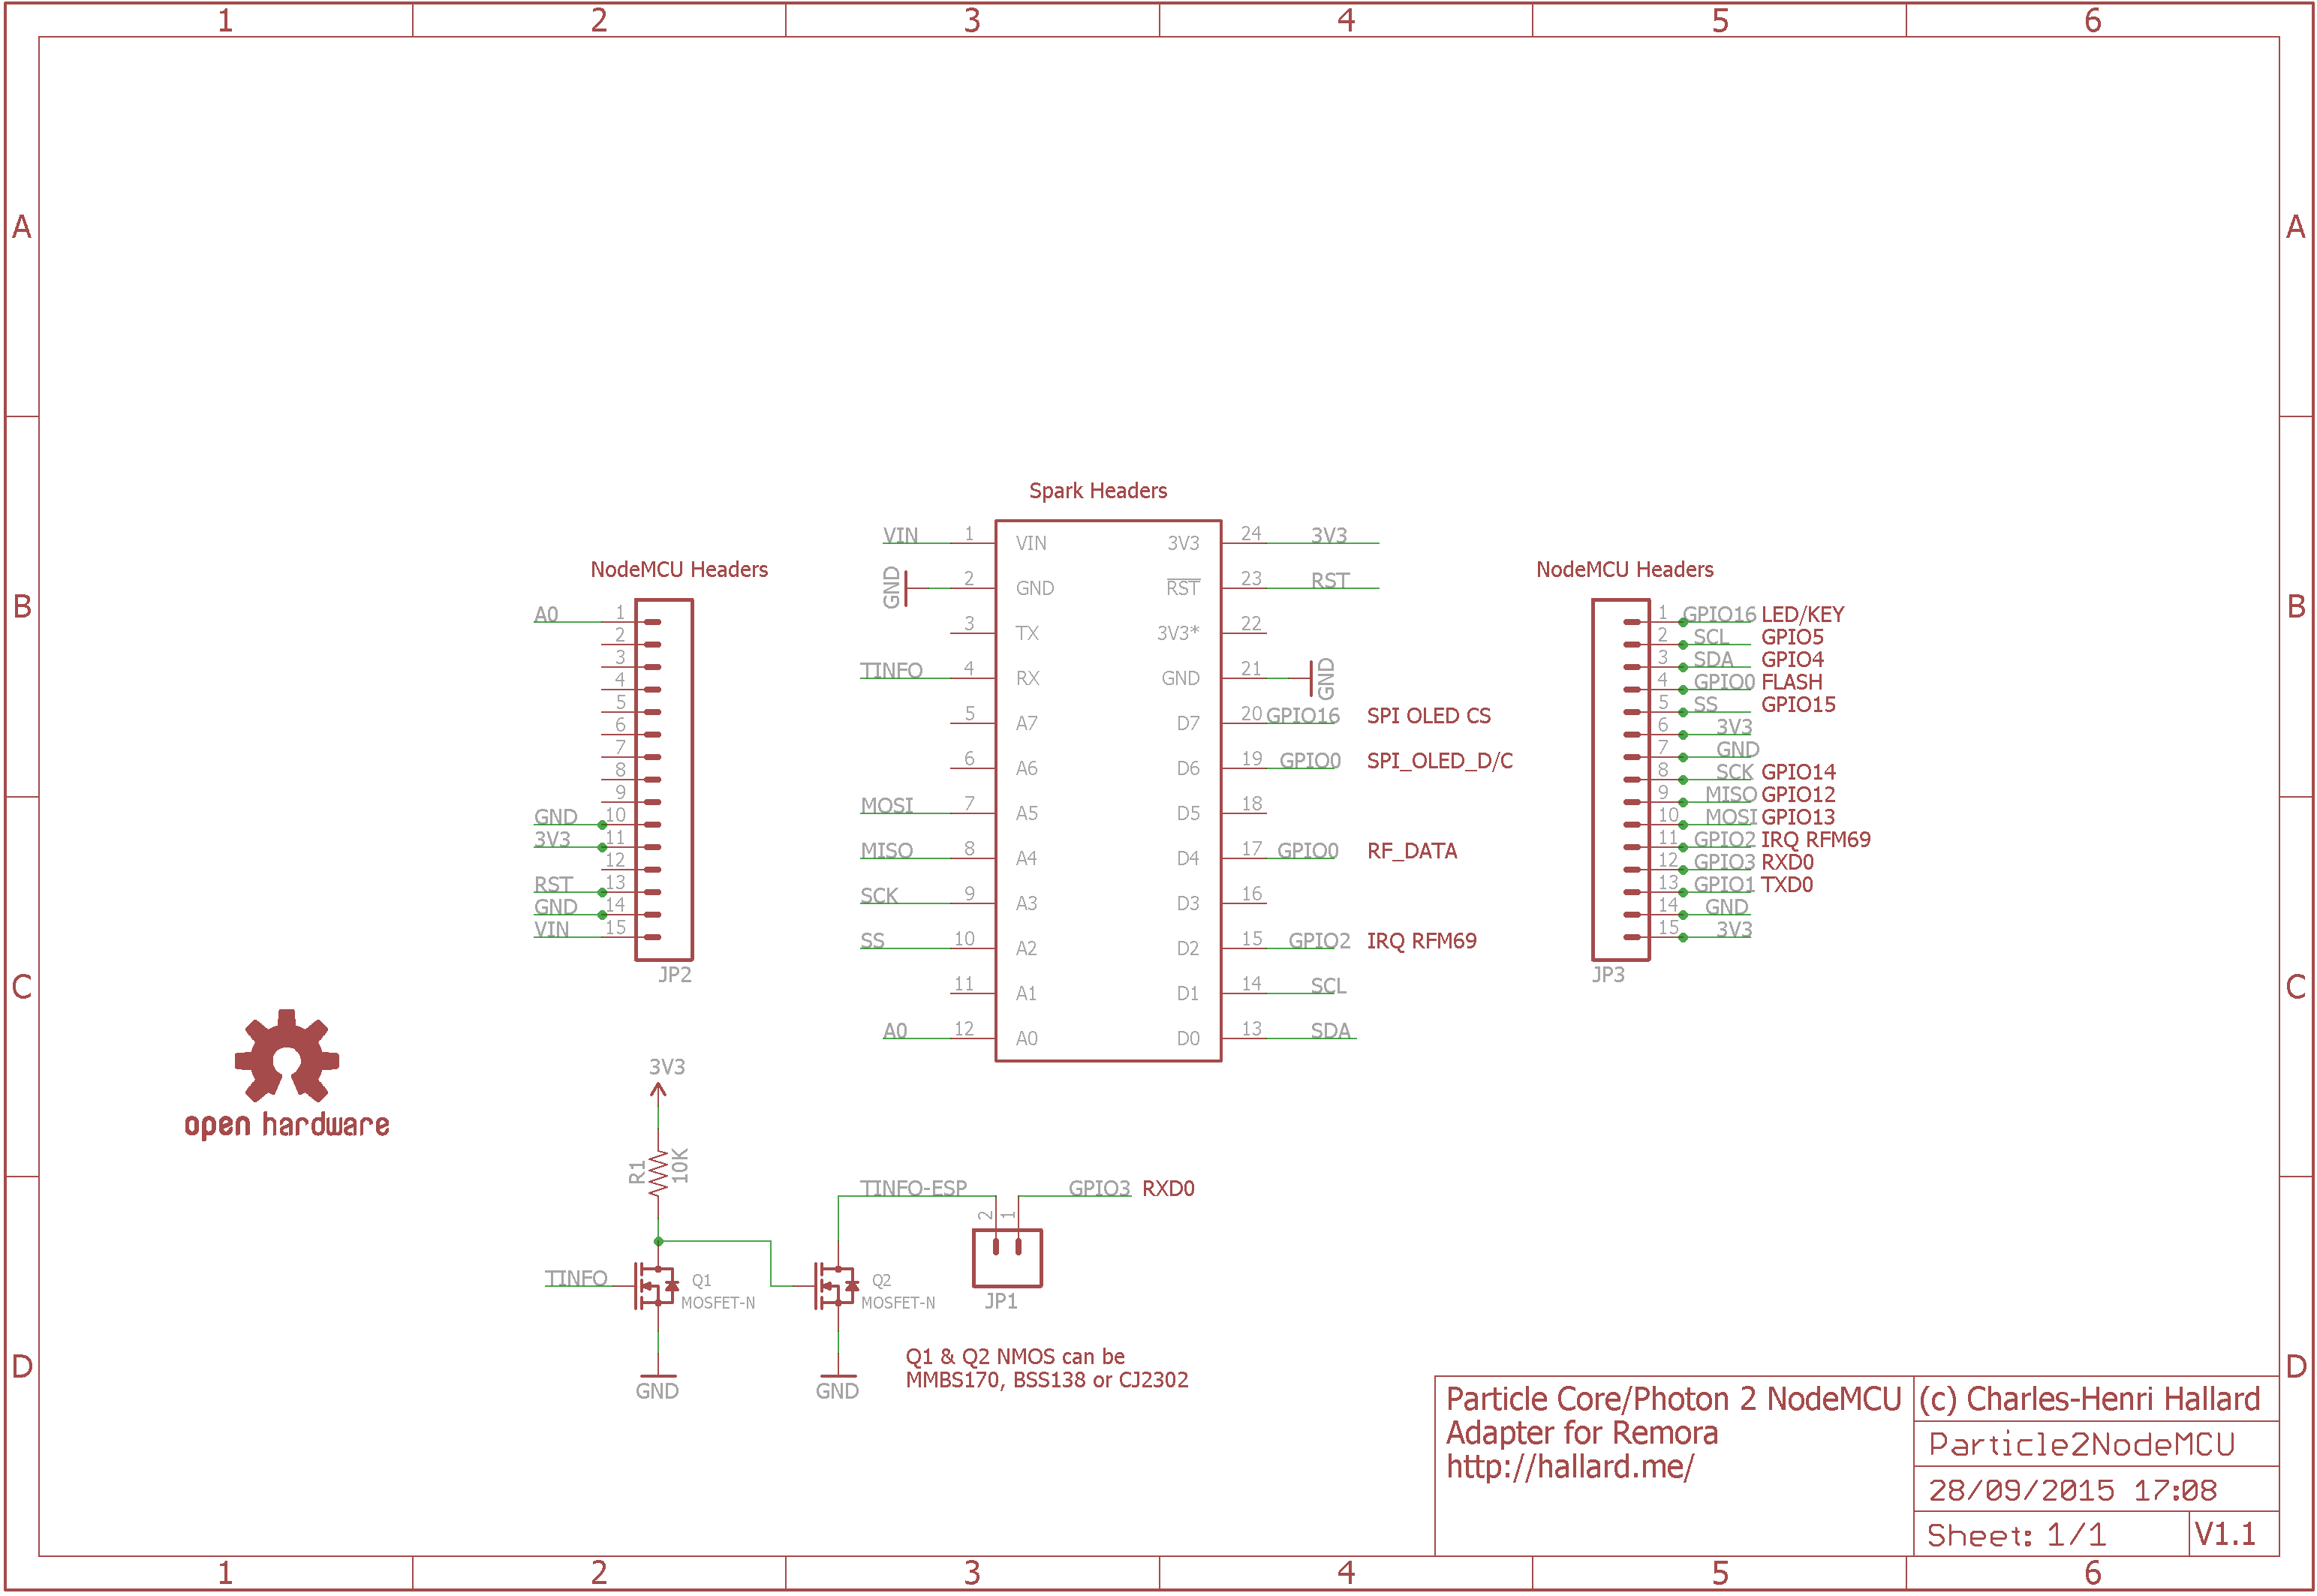 1 2 3 4 5 6
A A
B B
C C
D D
Spark Headers
VIN 1 VIN 3V3 24 3V3
GND 2 GND RST 23 RST
3 TX 3V3* 22
TINFO 4 RX GND 21 GND
5 A7 D7 20 GPIO16 SPI OLED CS
6 A6 D6 19 GPIO0 SPI_OLED_D/C
MOSI 7 A5 D5 18
MISO 8 A4 D4 17 GPIO0 RF_DATA
SCK 9 A3 D3 16
SS 10 A2 D2 15 GPIO2 IRQ RFM69
11 A1 D1 14 SCL
A0 12 A0 D0 13 SDA
NodeMCU Headers
A0 1
2
3
4
5
6
7
8
9
GND 10
3V3 11
12
RST 13
GND 14
VIN 15
JP2
NodeMCU Headers
1 GPIO16 LED/KEY
2 SCL GPIO5
3 SDA GPIO4
4 GPIO0 FLASH
5 SS GPIO15
6 3V3
7 GND
8 SCK GPIO14
9 MISO GPIO12
10 MOSI GPIO13
11 GPIO2 IRQ RFM69
12 GPIO3 RXD0
13 GPIO1 TXD0
14 GND
15 3V3
JP3
open hardware
3V3
R1 10K
TINFO
Q1
MOSFET-N
GND
Q2
MOSFET-N
GND
TINFO-ESP
GPIO3 RXD0
2 1
JP1
Q1 & Q2 NMOS can be
MMBS170, BSS138 or CJ2302
Particle Core/Photon 2 NodeMCU
Adapter for Remora
http://hallard.me/
(c) Charles-Henri Hallard
Particle2NodeMCU
28/09/2015 17:08
Sheet: 1/1 V1.1
1 2 3 4 5 6